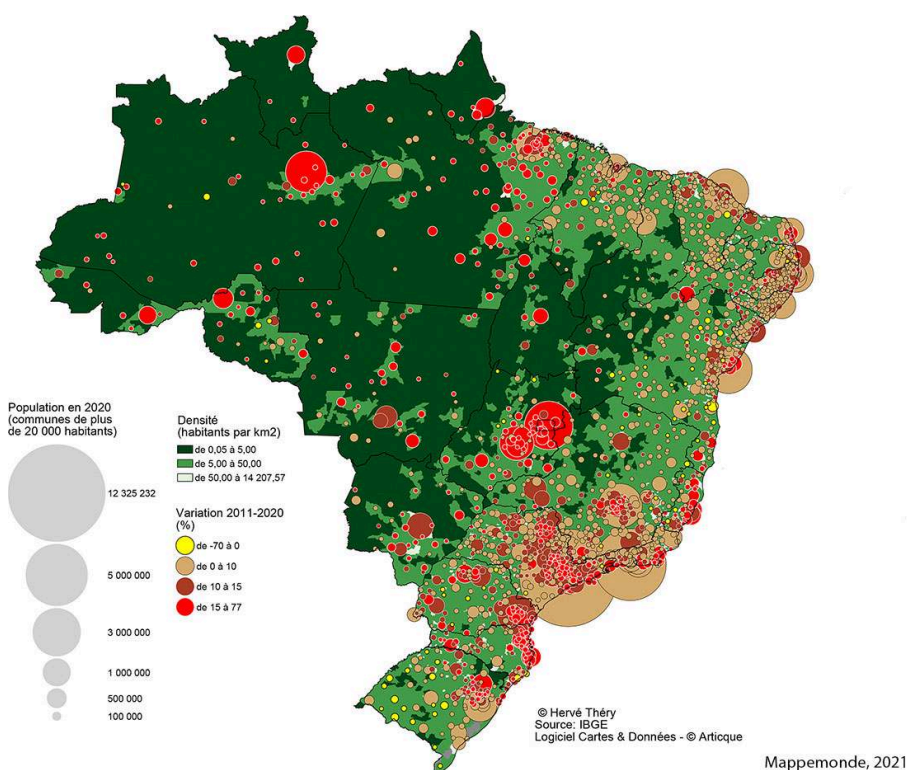 Population en 2020
(communes de plus
de 20 000 habitants)
12 325 232
5 000 000
3 000 000
1 000 000
500 000
100 000
Densité
(habitants par km2)
de 0,05 à 5,00
de 5,00 à 50,00
de 50,00 à 14 207,57
Variation 2011-2020
(%)
de -70 à 0
de 0 à 10
de 10 à 15
de 15 à 77
© Hervé Théry
Source: IBGE
Logiciel Cartes & Données - © Articque
Mappemonde, 2021